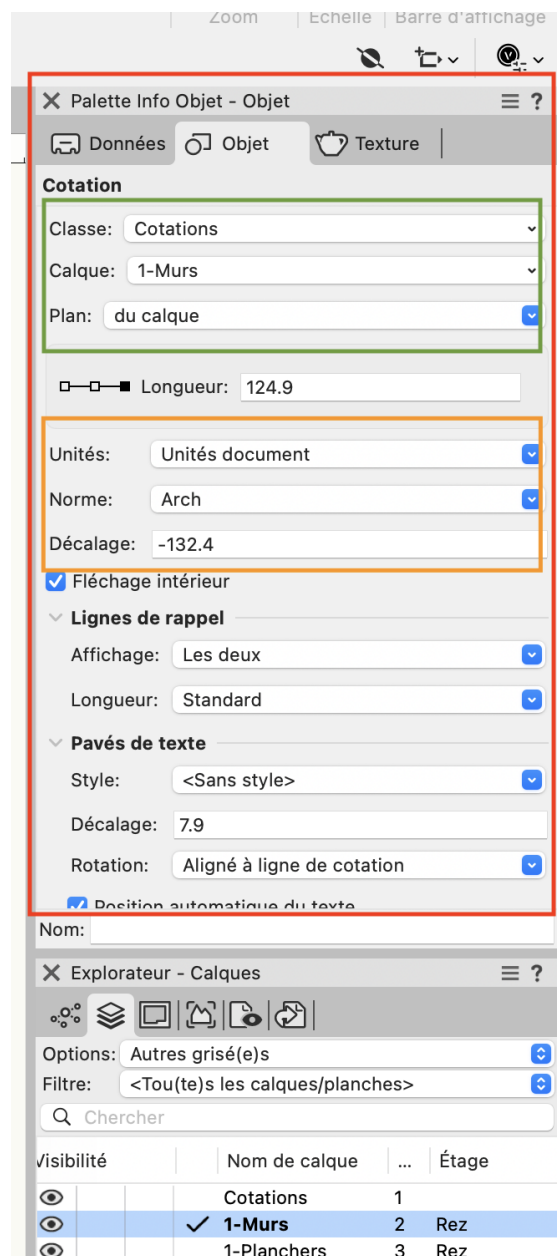 Zoom Echelle Barre d'affichage
Palette Info Objet - Objet ?
Données Objet Texture
Cotation
Classe: Cotations
Calque: 1-Murs
Plan: du calque
Longueur: 124.9
Unités: Unités document
Norme: Arch
Décalage: -132.4
Fléchage intérieur
Lignes de rappel
Affichage: Les deux
Longueur: Standard
Pavés de texte
Style: <Sans style>
Décalage: 7.9
Rotation: Aligné à ligne de cotation
Position automatique du texte
Nom:
Explorateur - Calques ?
Options: Autres grisé(e)s
Filtre: <Tou(te)s les calques/planches>
Chercher
Visibilité Nom de calque ... Étage
Cotations 1
1-Murs 2 Rez
1-Planchers 3 Rez